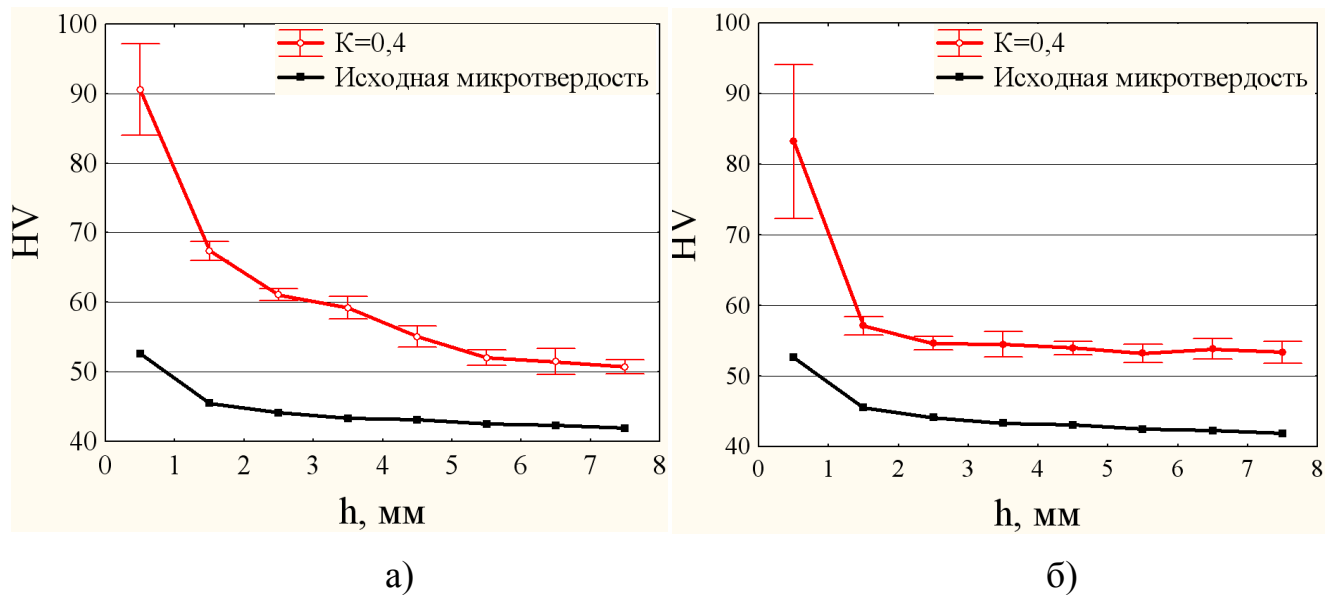 100
90
80
70
60
50
40
HV
К=0,4
Исходная микротвердость
0 1 2 3 4 5 6 7 8
h, мм
а)
100
90
80
70
60
50
40
HV
К=0,4
Исходная микротвердость
0 1 2 3 4 5 6 7 8
h, мм
б)